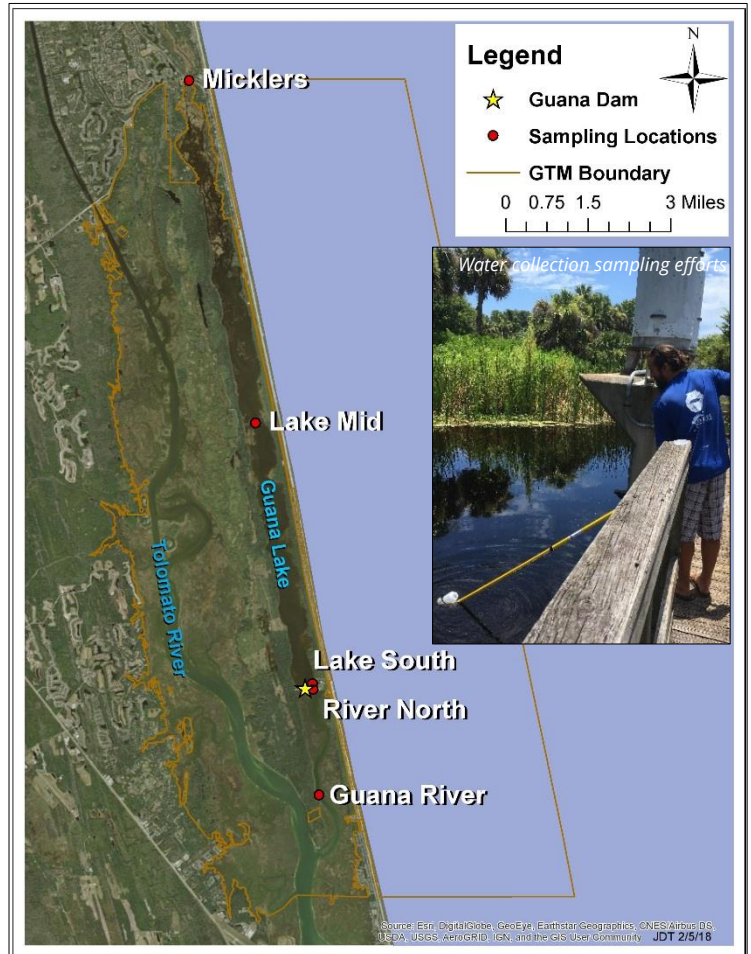 Micklers
Lake Mid
Guana Lake
Tolomato River
Lake South
River North
Guana River
Legend
N
Guana Dam
Sampling Locations
GTM Boundary
0 0.75 1.5 3 Miles
Water collection sampling efforts
Source: Esri, DigitalGlobe, GeoEye, Earthstar Geographics, CNES/Airbus DS,
USDA, USGS, AeroGRID, IGN, and the GIS User Community JDT 2/5/18